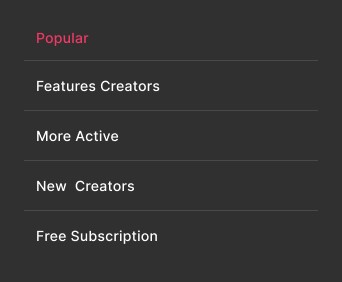 Popular
Features Creators
More Active
New  Creators
Free Subscription